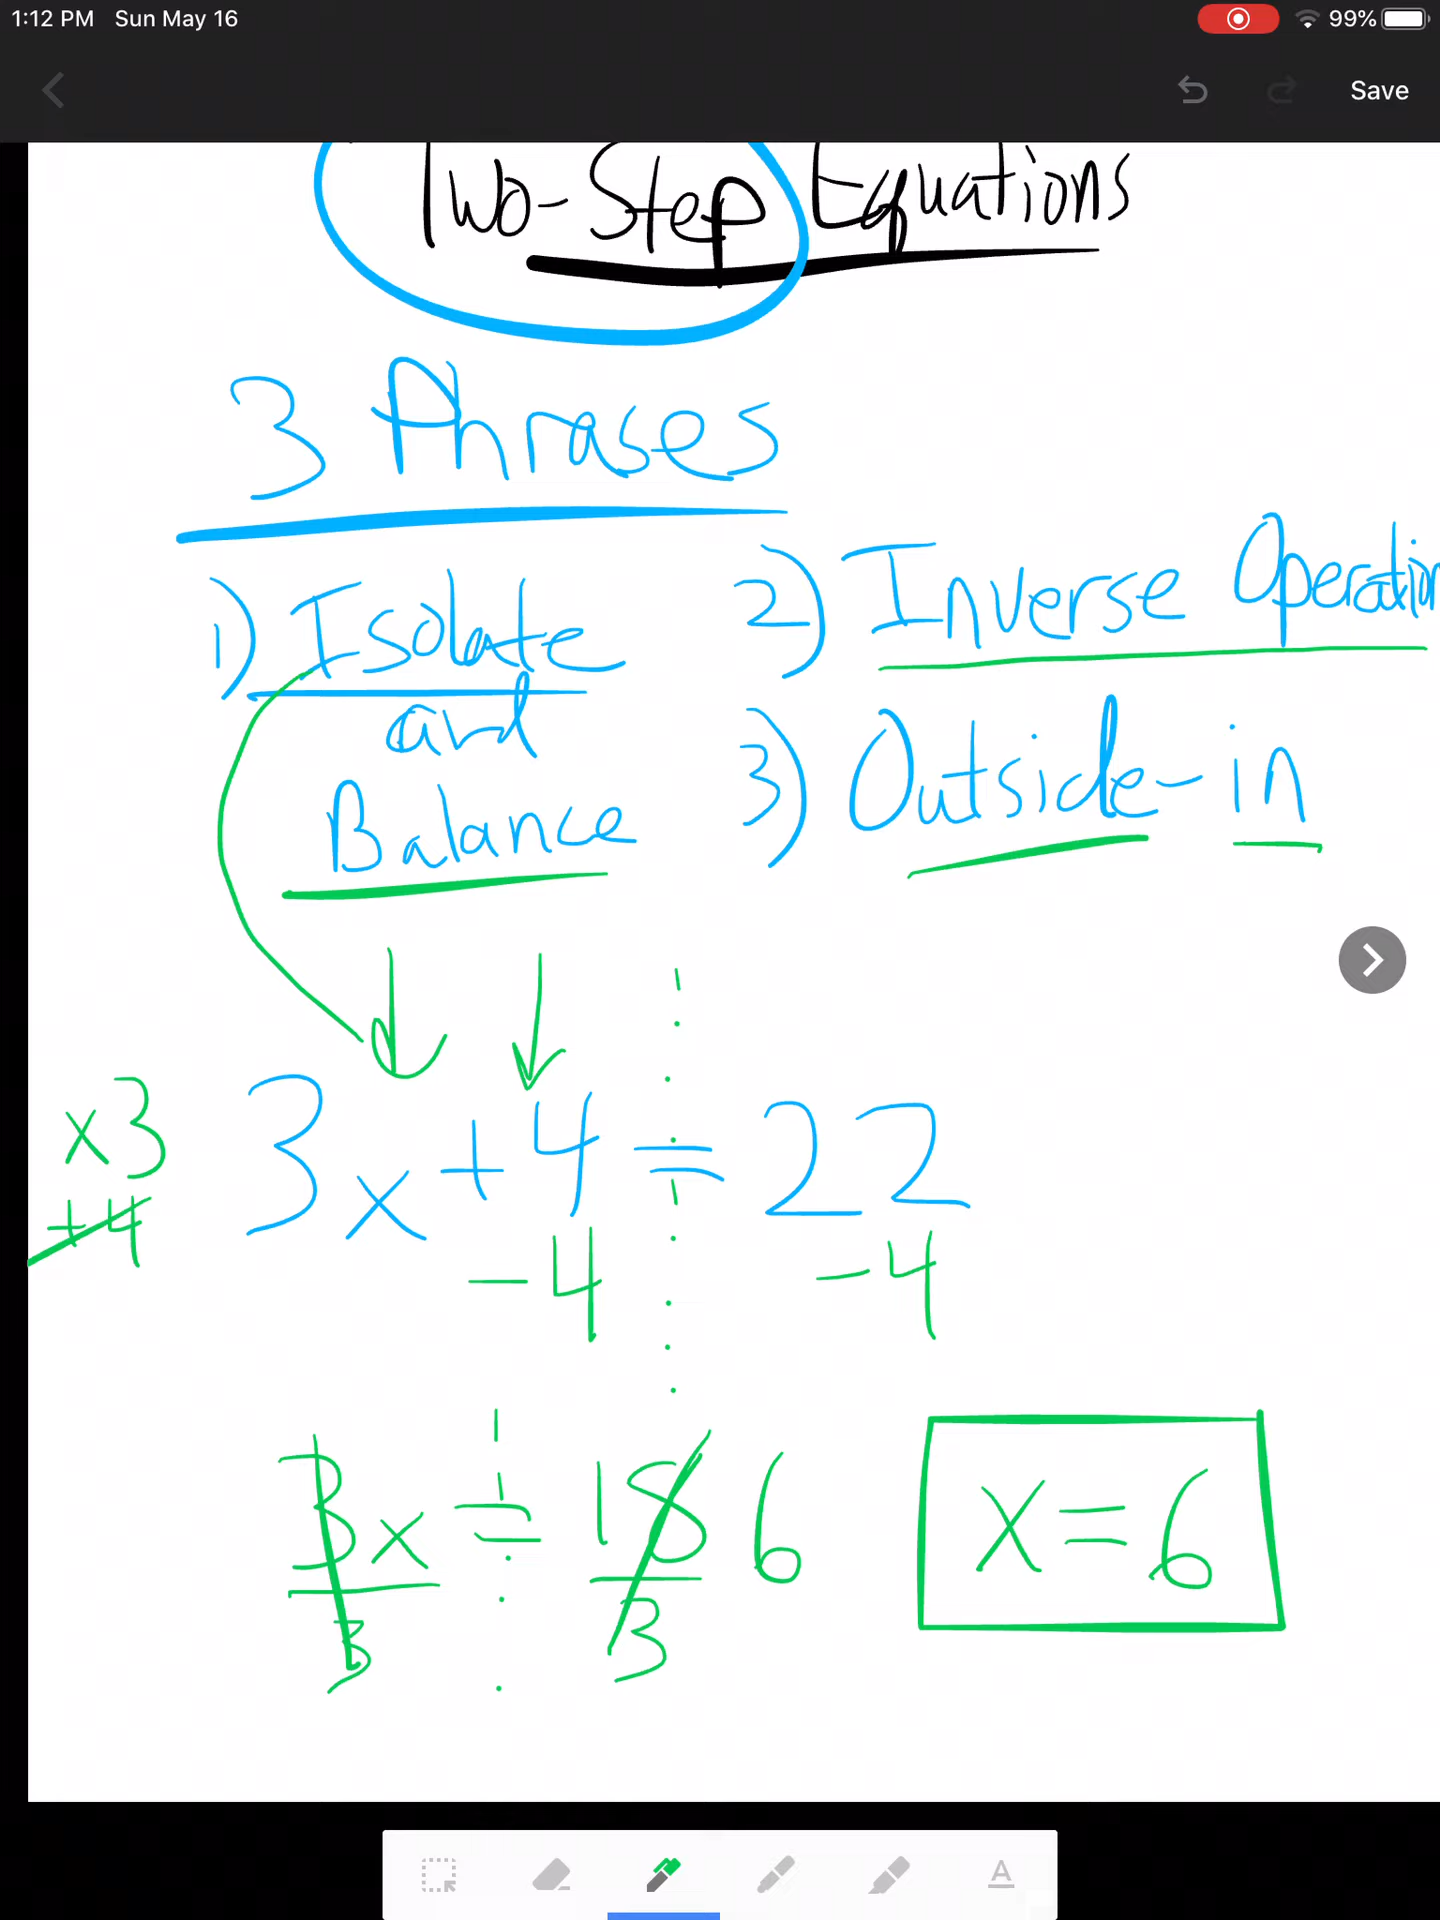 1:12 PM Sun May 16 99%
Save
Two-Step Equations
3 Phrases
1) Isolate
and
Balance
2) Inverse Operation
3) Outside-in
x3
+4
3x+4=22
-4 -4
3x = 18 6
3 3
x=6
A